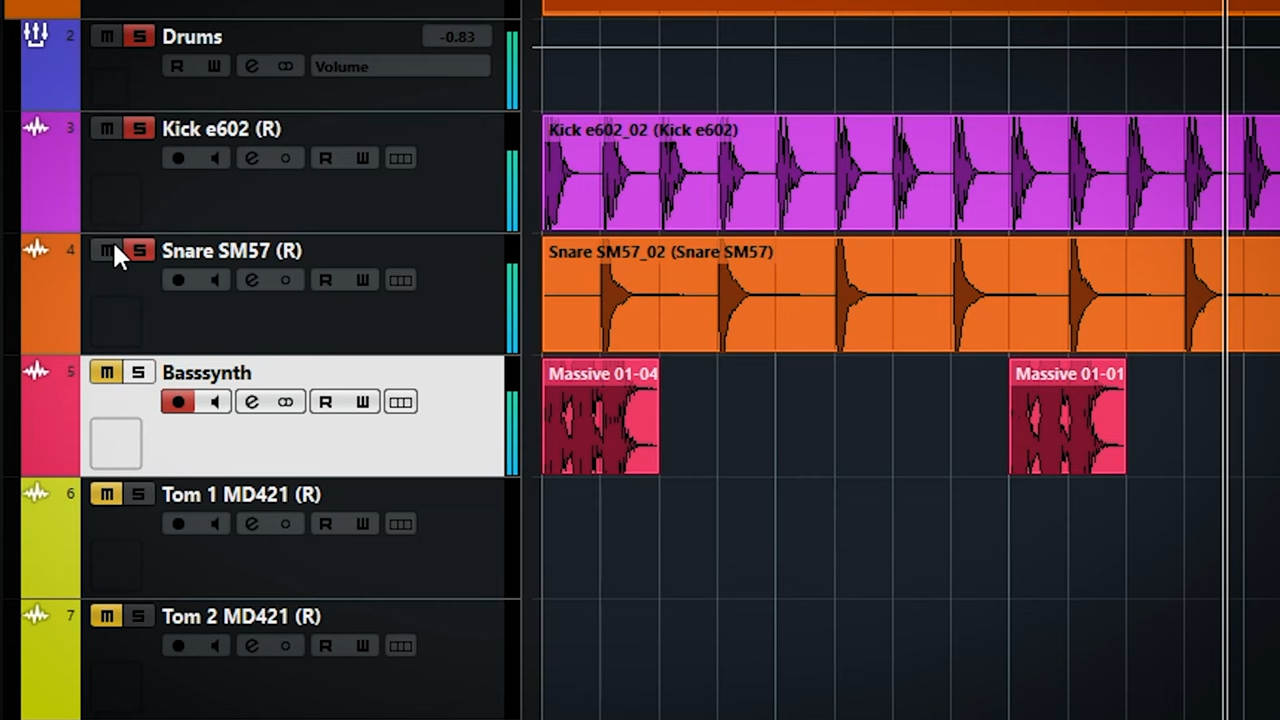 2 M S Drums -0.83
R W e Volume
3 M S Kick e602 (R)
e R W
Kick e602_02 (Kick e602)
4 M S Snare SM57 (R)
e R W
Snare SM57_02 (Snare SM57)
5 M S Basssynth
e R W
Massive 01-04
Massive 01-01
6 M S Tom 1 MD421 (R)
e R W
7 M S Tom 2 MD421 (R)
e R W